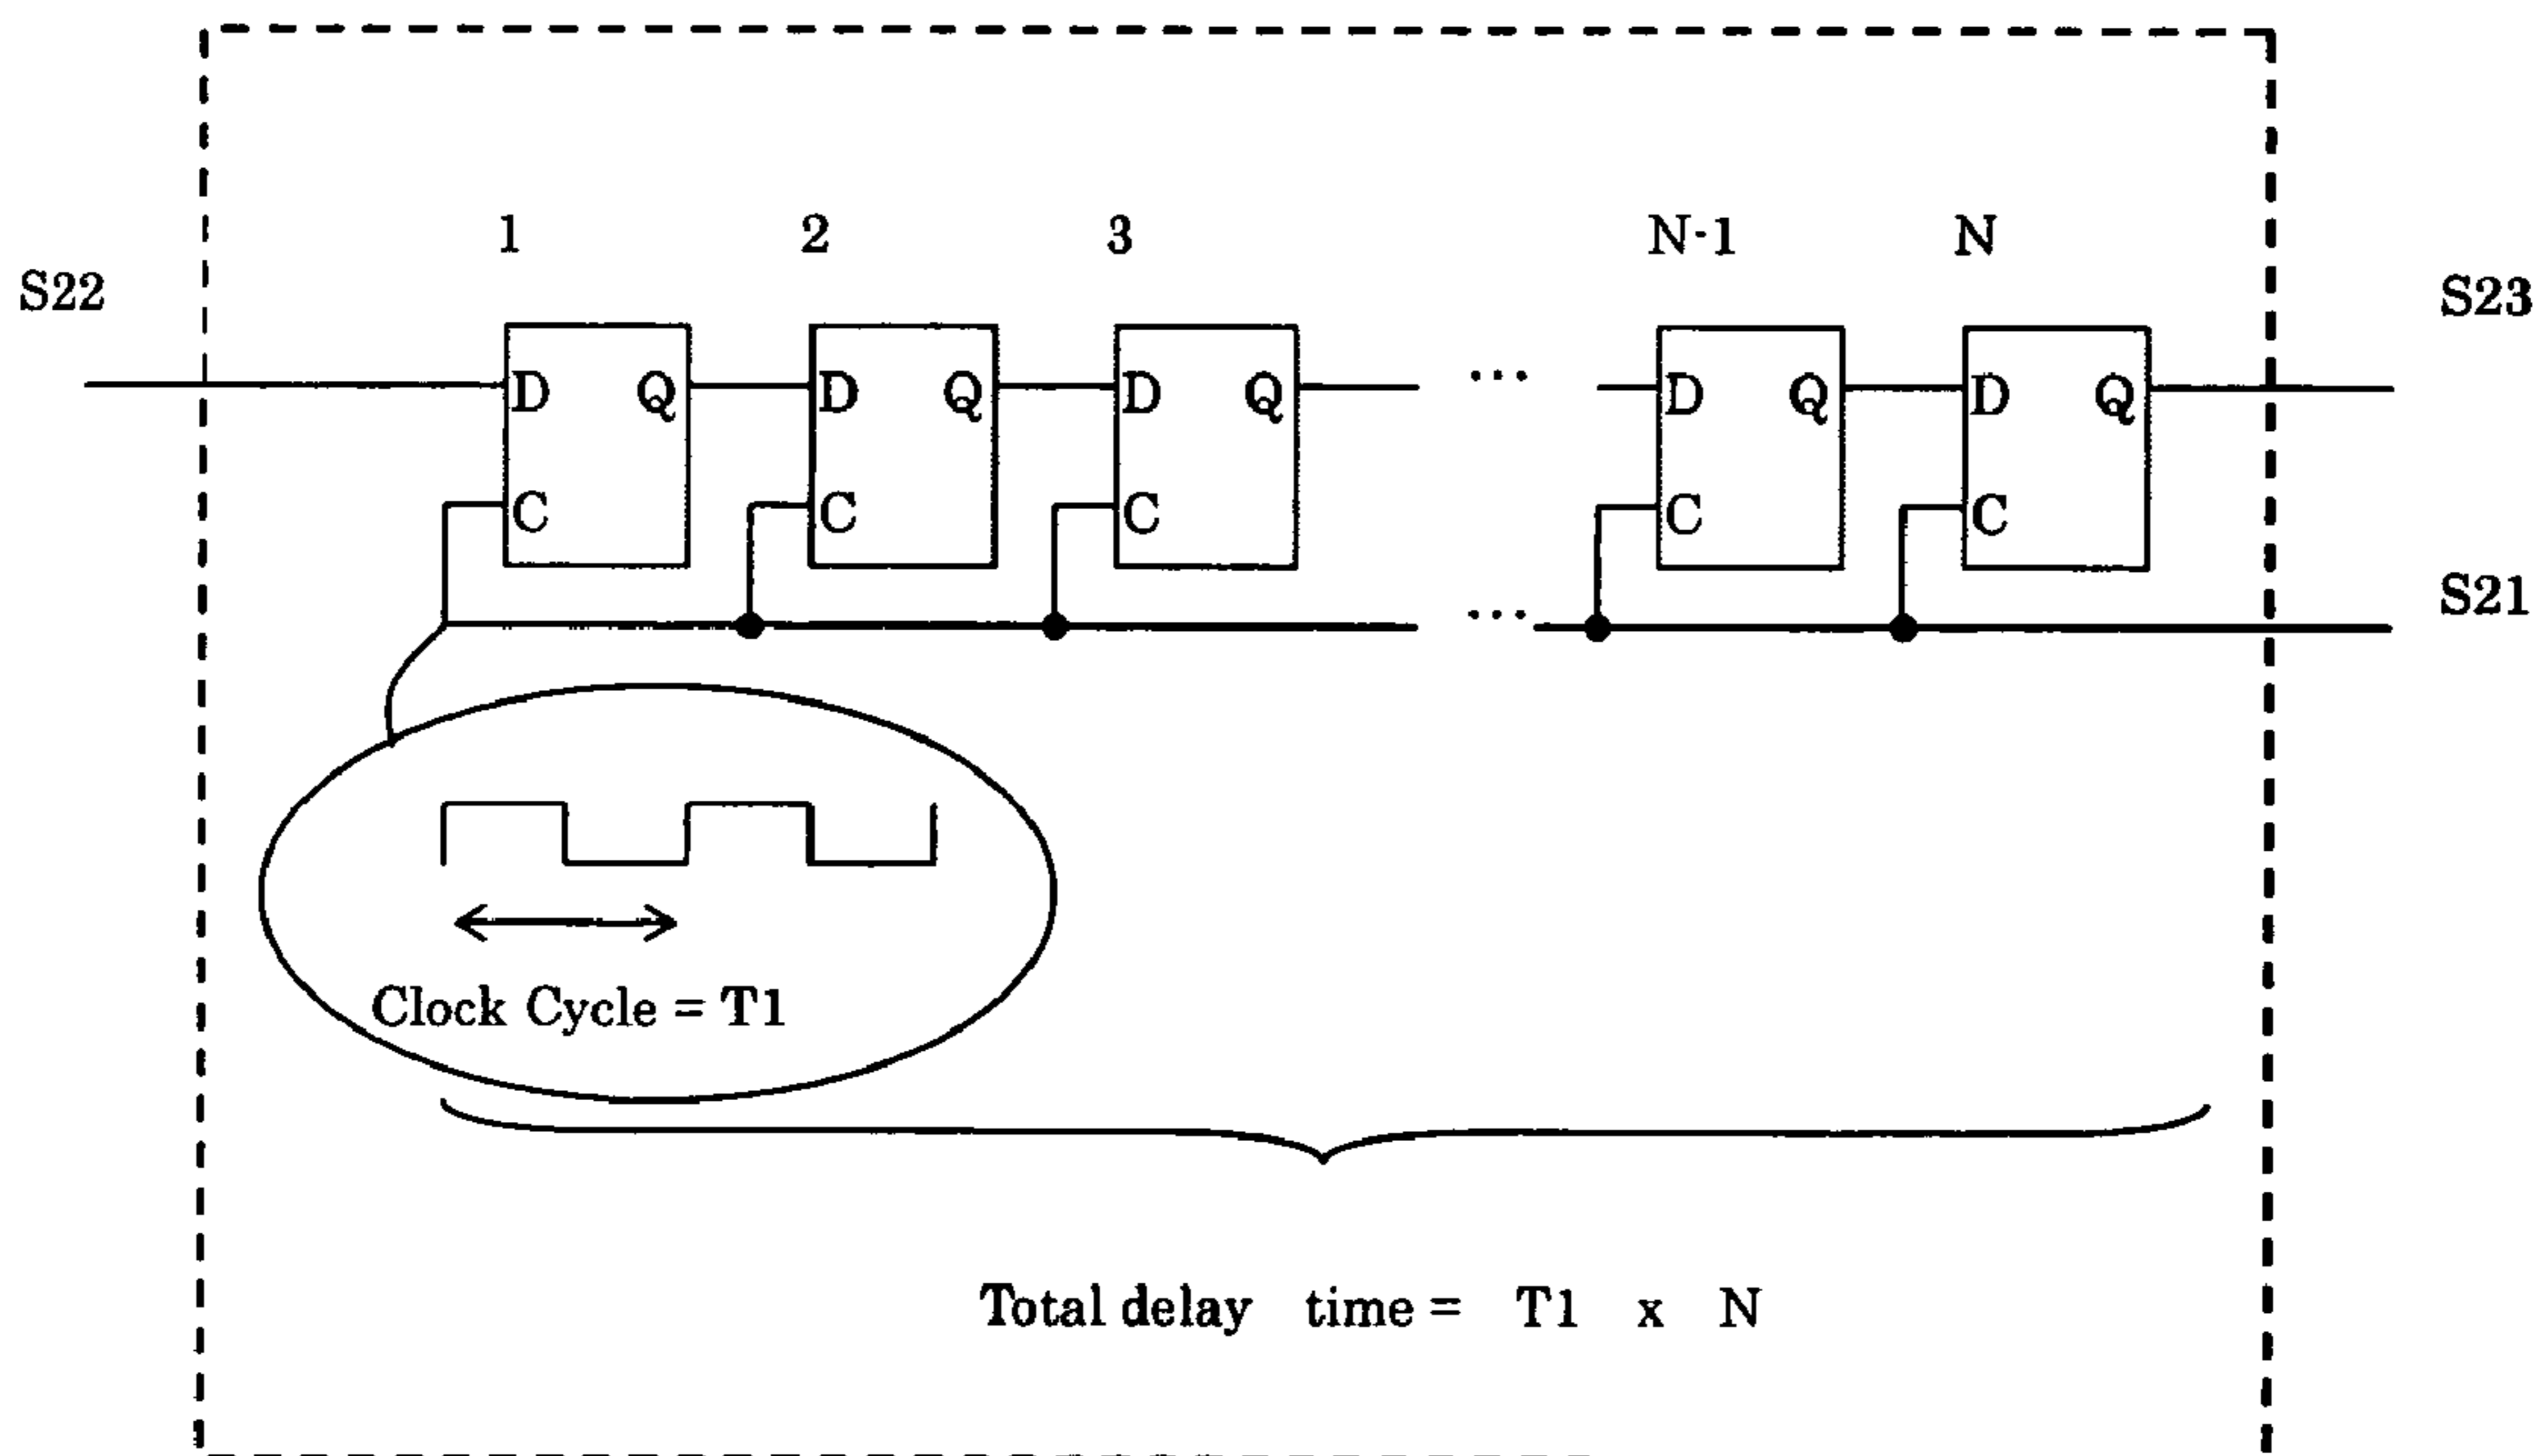 1 2 3 N-1 N
S22 S23
D Q D Q D Q ... D Q D Q
C C C C C
... S21
Clock Cycle = T1
Total delay time = T1 x N